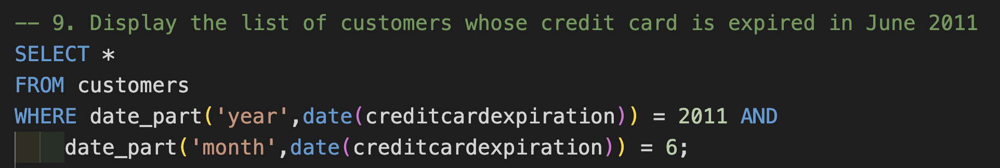 -- 9. Display the list of customers whose credit card is expired in June 2011
SELECT *
FROM customers
WHERE date_part('year',date(creditcardexpiration)) = 2011 AND
    date_part('month',date(creditcardexpiration)) = 6;